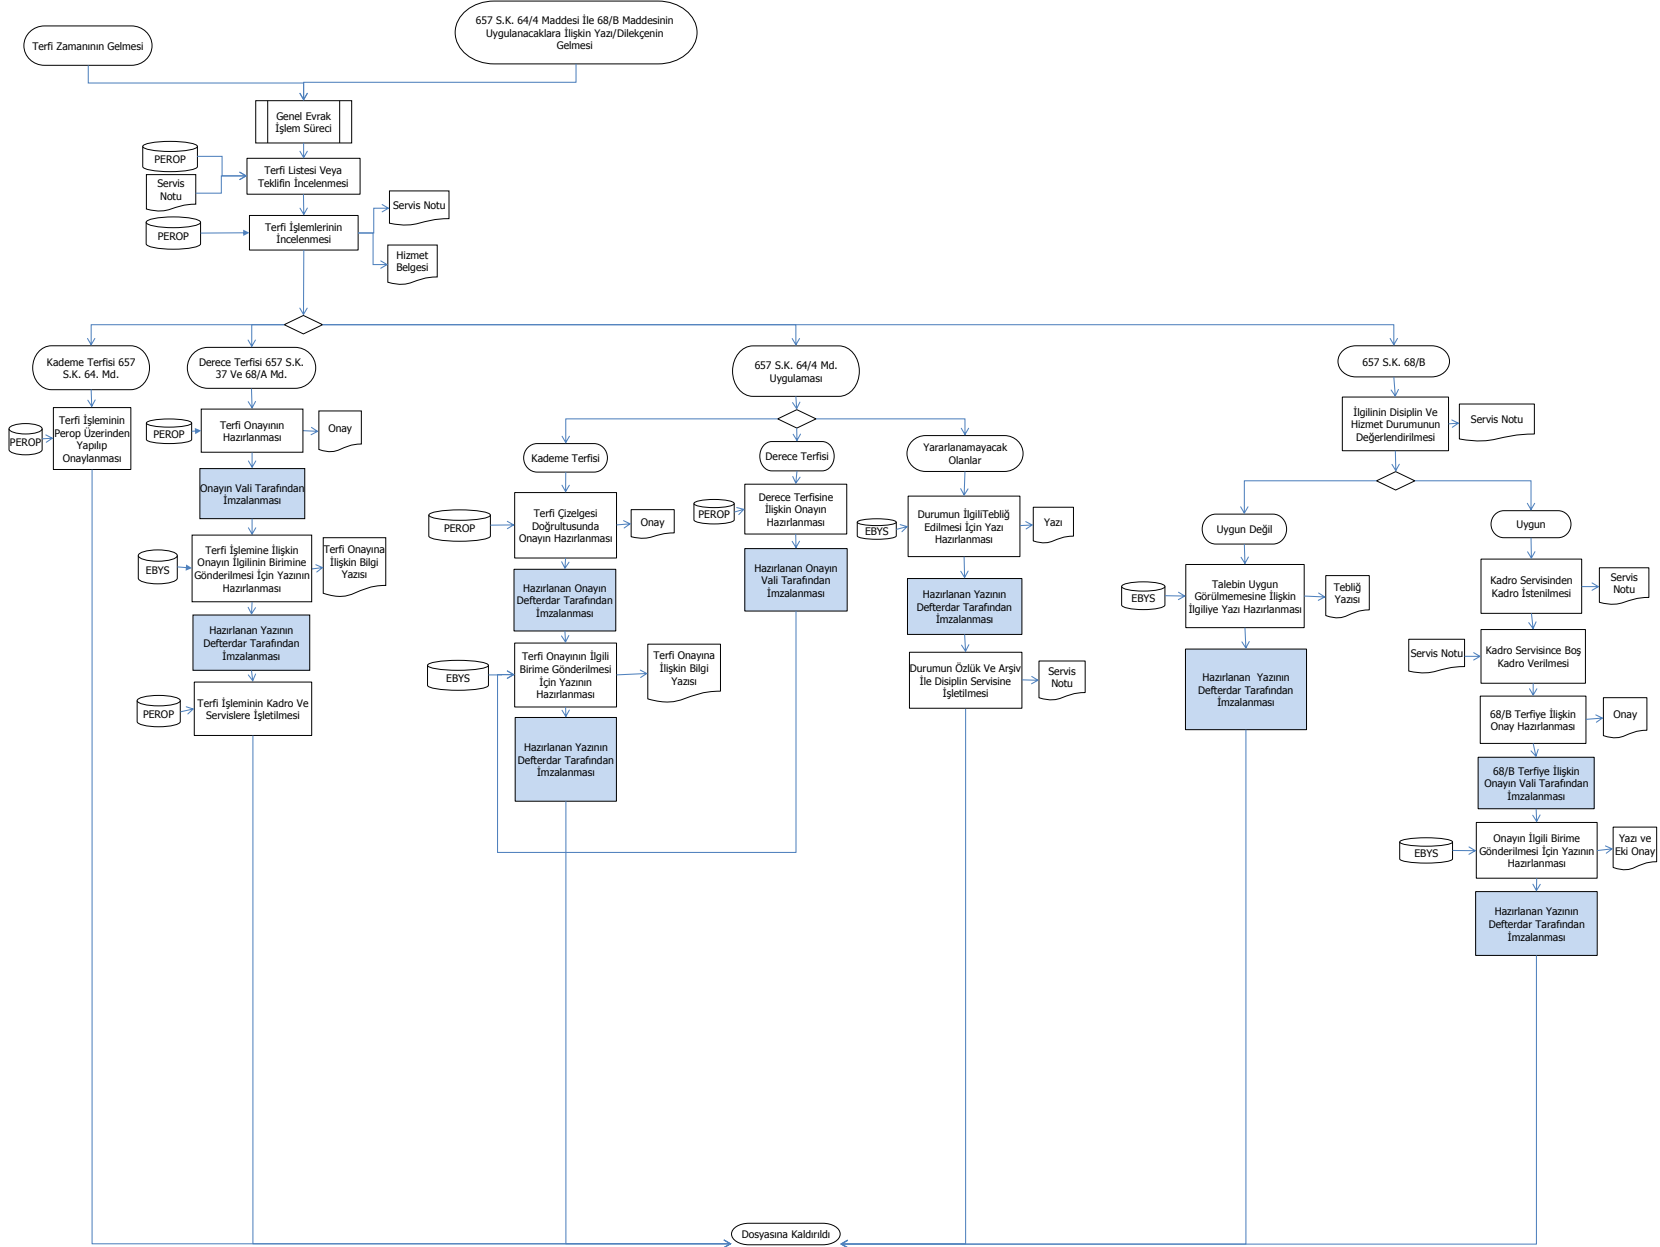 657 S.K. 64/4 Maddesi İle 68/B Maddesinin
Uygulanacaklara İlişkin Yazı/Dilekçenin
Gelmesi
Terfi Zamanının Gelmesi
Genel Evrak
İşlem Süreci
PEROP
Servis
Notu
Terfi Listesi Veya
Teklifin İncelenmesi
PEROP
Terfi İşlemlerinin
İncelenmesi
Servis Notu
Hizmet
Belgesi
Kademe Terfisi 657
S.K. 64. Md.
PEROP
Terfi İşleminin
Perop Üzerinden
Yapılıp
Onaylanması
Derece Terfisi 657 S.K.
37 Ve 68/A Md.
PEROP
Terfi Onayının
Hazırlanması
Onay
Onayın Vali Tarafından
İmzalanması
EBYS
Terfi İşlemine İlişkin
Onayın İlgilinin Birimine
Gönderilmesi İçin Yazının
Hazırlanması
Terfi Onayına
İlişkin Bilgi
Yazısı
Hazırlanan Yazının
Defterdar Tarafından
İmzalanması
PEROP
Terfi İşleminin Kadro Ve
Servislere İşletilmesi
657 S.K. 64/4 Md.
Uygulaması
Kademe Terfisi
PEROP
Terfi Çizelgesi
Doğrultusunda
Onayın Hazırlanması
Onay
Hazırlanan Onayın
Defterdar Tarafından
İmzalanması
EBYS
Terfi Onayının İlgili
Birime Gönderilmesi
İçin Yazının
Hazırlanması
Terfi Onayına
İlişkin Bilgi
Yazısı
Hazırlanan Yazının
Defterdar Tarafından
İmzalanması
Derece Terfisi
PEROP
Derece Terfisine
İlişkin Onayın
Hazırlanması
Hazırlanan Onayın
Vali Tarafından
İmzalanması
Yararlanamayacak
Olanlar
EBYS
Durumun İlgiliTebliğ
Edilmesi İçin Yazı
Hazırlanması
Yazı
Hazırlanan Yazının
Defterdar Tarafından
İmzalanması
Durumun Özlük Ve Arşiv
İle Disiplin Servisine
İşletilmesi
Servis
Notu
657 S.K. 68/B
İlgilinin Disiplin Ve
Hizmet Durumunun
Değerlendirilmesi
Servis Notu
Uygun Değil
EBYS
Talebin Uygun
Görülmemesine İlişkin
İlgiliye Yazı Hazırlanması
Tebliğ
Yazısı
Hazırlanan Yazının
Defterdar Tarafından
İmzalanması
Uygun
Kadro Servisinden
Kadro İstenilmesi
Servis
Notu
Servis Notu
Kadro Servisince Boş
Kadro Verilmesi
68/B Terfiye İlişkin
Onay Hazırlanması
Onay
68/B Terfiye İlişkin
Onayın Vali Tarafından
İmzalanması
EBYS
Onayın İlgili Birime
Gönderilmesi İçin Yazının
Hazırlanması
Yazı ve
Eki Onay
Hazırlanan Yazının
Defterdar Tarafından
İmzalanması
Dosyasına Kaldırıldı